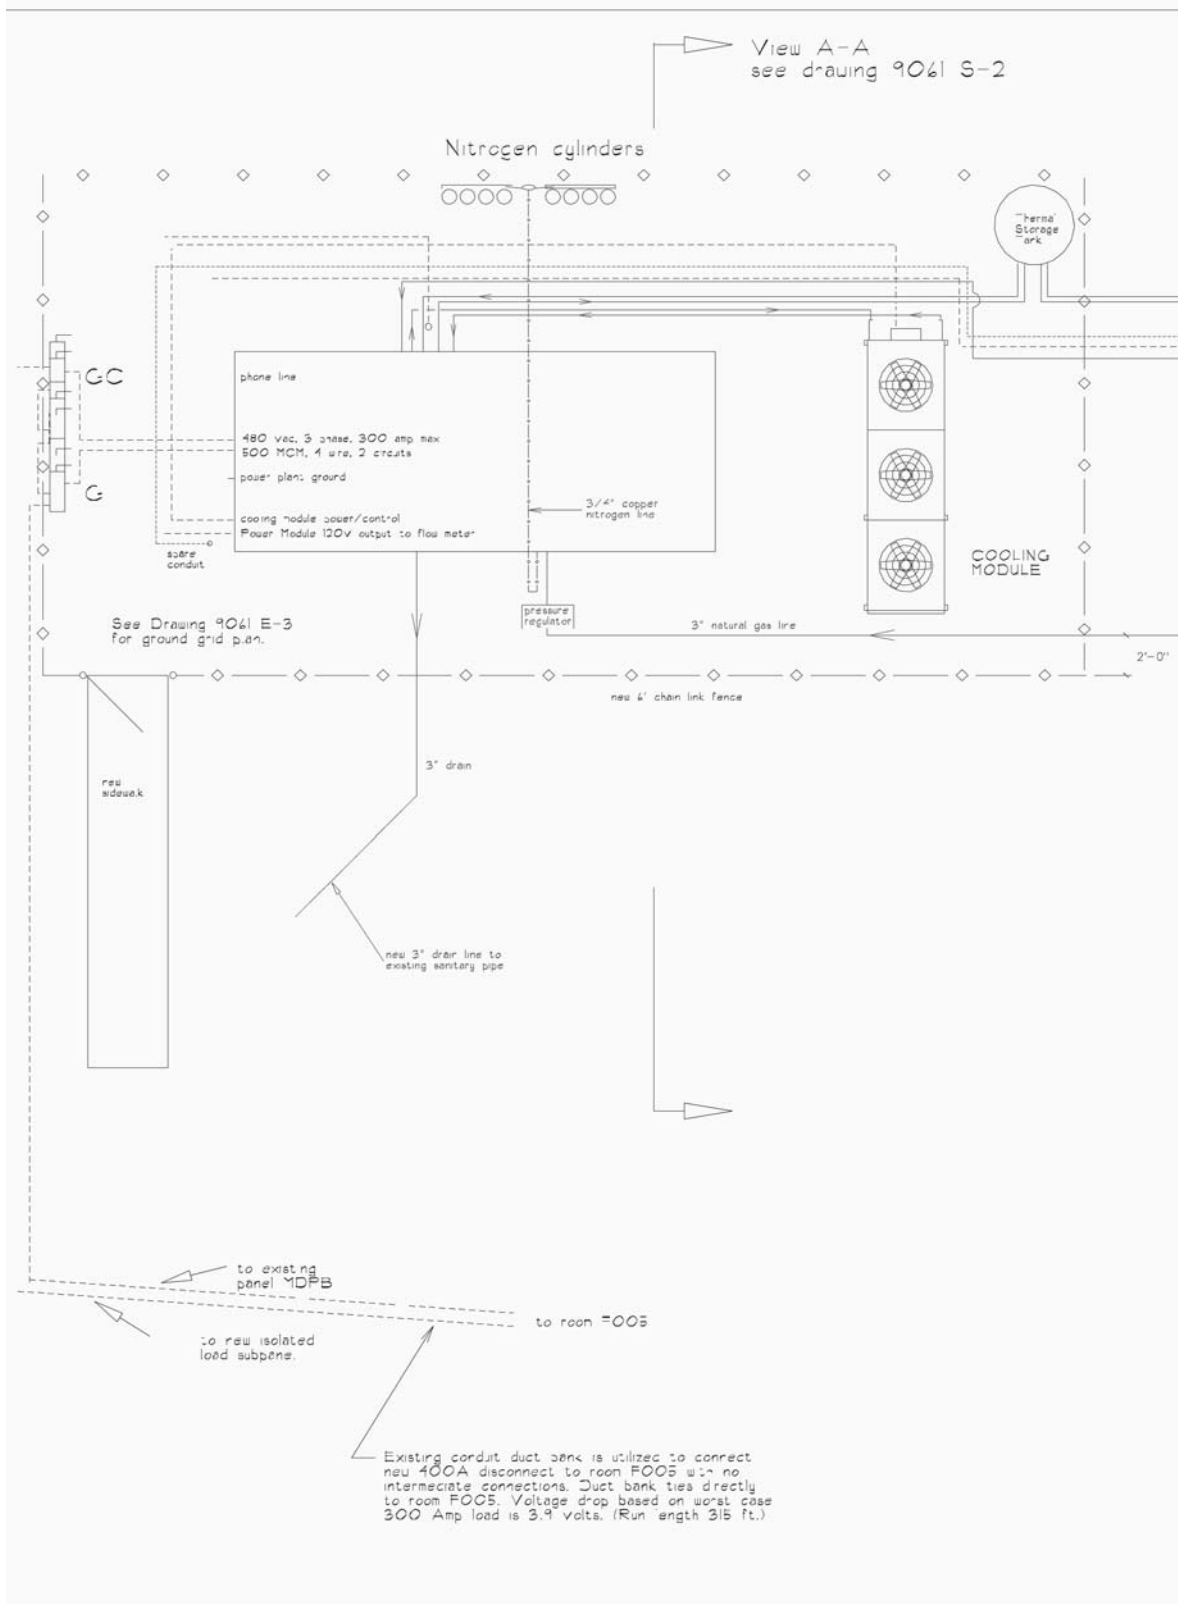 View A-A
see drawing 9061 S-2
Nitrogen cylinders
Thermal
Storage
Tank
GC
phone line
480 vac, 3 phase, 300 amp max
500 MCM, 4 wire, 2 circuits
power plant ground
G
3/4" copper
nitrogen line
cooling module power/control
Power Module 120v output to flow meter
spare
conduit
COOLING
MODULE
pressure
regulator
See Drawing 9061 E-3
for ground grid plan.
3" natural gas line
2'-0"
new 6' chain link fence
3" drain
new
sidewalk
new 3" drain line to
existing sanitary pipe
to existing
panel MDPB
to room F005
to new isolated
load subpanel
Existing conduit duct bank is utilized to connect
new 400A disconnect to room F005 with no
intermediate connections. Duct bank ties directly
to room F005. Voltage drop based on worst case
300 Amp load is 3.9 volts. (Run length 315 ft.)